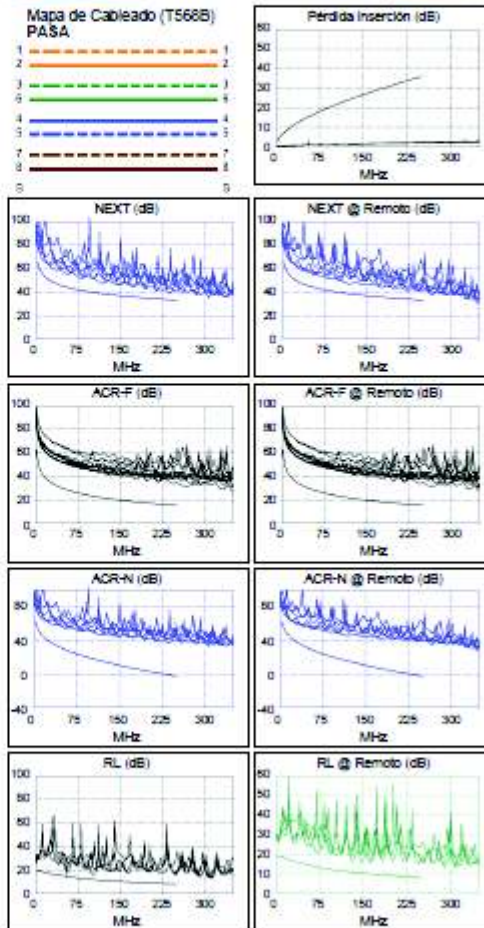 Mapa de Cableado (T568B)
PASA
1 1
2 2
3 3
6 6
4 4
5 5
7 7
8 8
S S
Pérdida Inserción (dB)
60
50
40
30
20
10
0
0 75 150 225 300
MHz
NEXT (dB)
100
80
60
40
20
0
0 75 150 225 300
MHz
NEXT @ Remoto (dB)
100
80
60
40
20
0
0 75 150 225 300
MHz
ACR-F (dB)
100
80
60
40
20
0
0 75 150 225 300
MHz
ACR-F @ Remoto (dB)
100
80
60
40
20
0
0 75 150 225 300
MHz
ACR-N (dB)
80
40
0
-40
0 75 150 225 300
MHz
ACR-N @ Remoto (dB)
80
40
0
-40
0 75 150 225 300
MHz
RL (dB)
100
80
60
40
20
0
0 75 150 225 300
MHz
RL @ Remoto (dB)
60
50
40
30
20
10
0
0 75 150 225 300
MHz